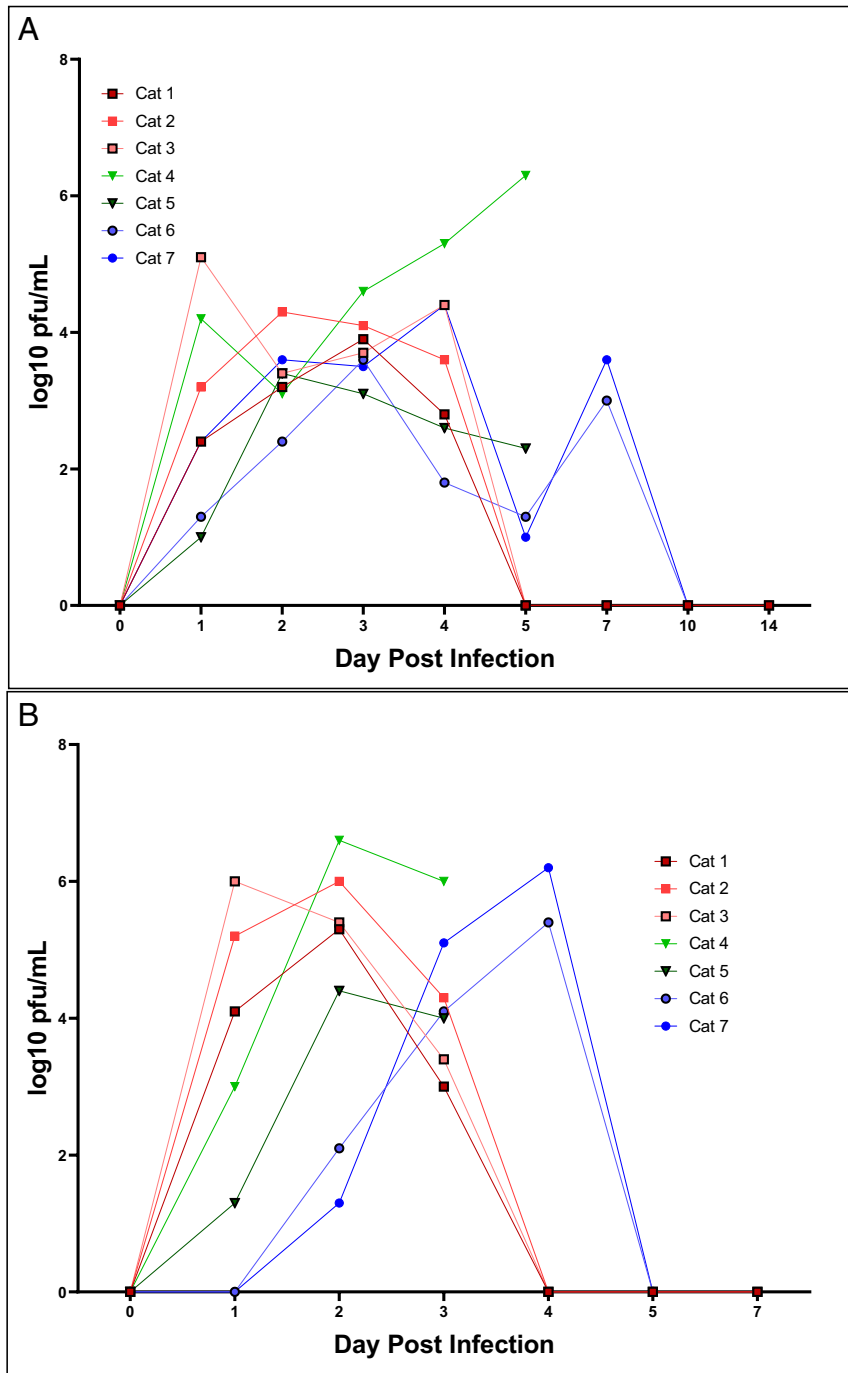 A
8
Cat 1
Cat 2
Cat 3
6
Cat 4
Cat 5
Cat 6
Cat 7
log10 pfu/mL
4
2
0
0 1 2 3 4 5 7 10 14
Day Post Infection
B
8
6
Cat 1
Cat 2
Cat 3
Cat 4
Cat 5
Cat 6
Cat 7
log10 pfu/mL
4
2
0
0 1 2 3 4 5 7
Day Post Infection